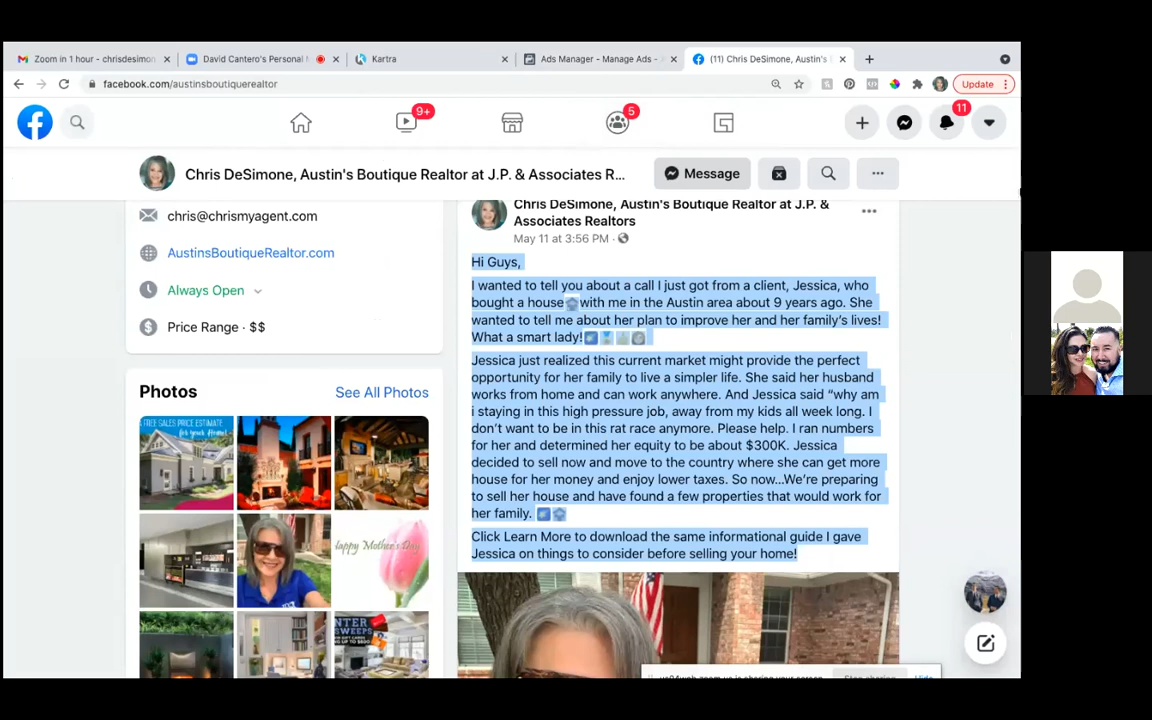 Zoom in 1 hour - chrisdesimon
David Cantero's Personal
Kartra
Ads Manager - Manage Ads -
(11) Chris DeSimone, Austin's
facebook.com/austinsboutiquerealtor
Update
9+
5
11
Chris DeSimone, Austin's Boutique Realtor at J.P. & Associates R...
Message
chris@chrismyagent.com
AustinsBoutiqueRealtor.com
Always Open
Price Range · $$
Photos
See All Photos
A FREE SALES PRICE ESTIMATE
for your Home!
Happy Mother's Day
Chris DeSimone, Austin's Boutique Realtor at J.P. &
Associates Realtors
May 11 at 3:56 PM ·
Hi Guys,
I wanted to tell you about a call I just got from a client, Jessica, who
bought a house with me in the Austin area about 9 years ago. She
wanted to tell me about her plan to improve her and her family's lives!
What a smart lady!
Jessica just realized this current market might provide the perfect
opportunity for her family to live a simpler life. She said her husband
works from home and can work anywhere. And Jessica said “why am
i staying in this high pressure job, away from my kids all week long. I
don't want to be in this rat race anymore. Please help. I ran numbers
for her and determined her equity to be about $300K. Jessica
decided to sell now and move to the country where she can get more
house for her money and enjoy lower taxes. So now...We're preparing
to sell her house and have found a few properties that would work for
her family.
Click Learn More to download the same informational guide I gave
Jessica on things to consider before selling your home!